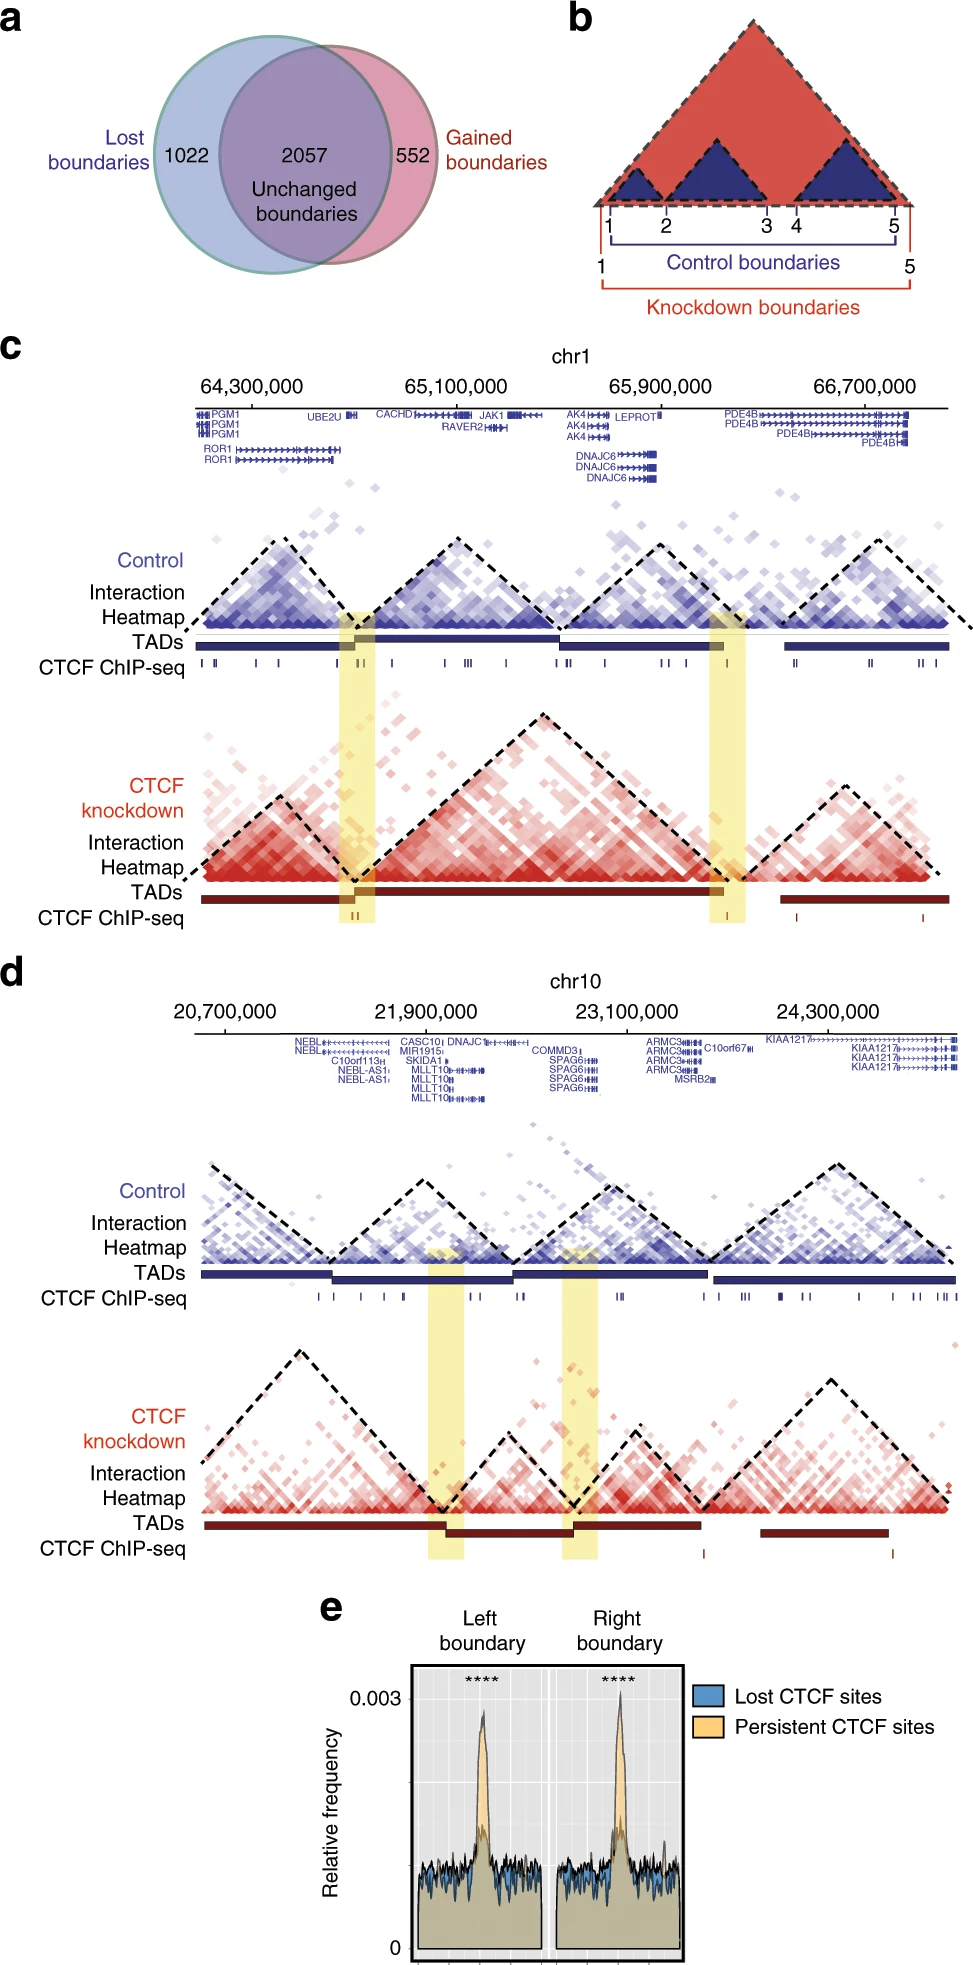 a
Lost
boundaries
1022
2057
552
Unchanged
boundaries
Gained
boundaries
b
1
2
3
4
5
Control boundaries
1
5
Knockdown boundaries
c
chr1
64,300,000
65,100,000
65,900,000
66,700,000
PGM1
UBE2U
CACHD1
JAK1
AK4
LEPROT
PDE4B
PGM1
RAVER2
AK4
PDE4B
PGM1
AK4
PDE4B
ROR1
PDE4B
ROR1
DNAJC6
DNAJC6
DNAJC6
Control
Interaction
Heatmap
TADs
CTCF ChIP-seq
CTCF
knockdown
Interaction
Heatmap
TADs
CTCF ChIP-seq
d
chr10
20,700,000
21,900,000
23,100,000
24,300,000
NEBL
CASC10
DNAJC1
ARMC3
KIAA1217
NEBL
MIR1915
COMMD3
ARMC3
C10orf67
KIAA1217
C10orf113
SKIDA1
SPAG6
ARMC3
KIAA1217
NEBL-AS1
MLLT10
SPAG6
ARMC3
KIAA1217
NEBL-AS1
MLLT10
SPAG6
MSRB2
MLLT10
SPAG6
MLLT10
Control
Interaction
Heatmap
TADs
CTCF ChIP-seq
CTCF
knockdown
Interaction
Heatmap
TADs
CTCF ChIP-seq
e
Left
boundary
Right
boundary
****
****
0.003
Relative frequency
0
Lost CTCF sites
Persistent CTCF sites